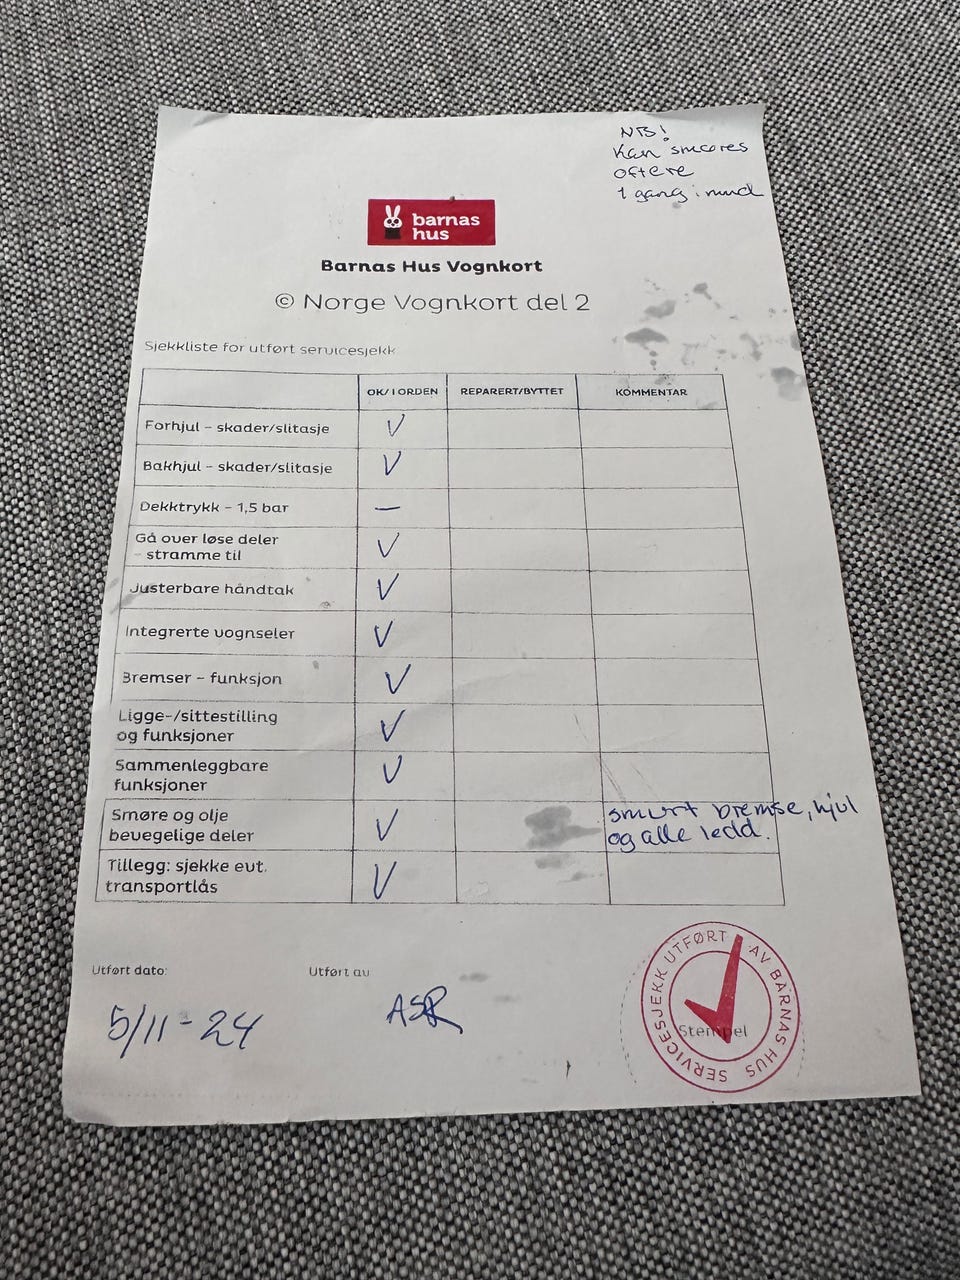 NB!
Kan smøres
oftere
1 gang i mnd
barnas
hus
Barnas Hus Vognkort
© Norge Vognkort del 2
Sjekkliste for utført servicesjekk
OK/ I ORDEN REPARERT/BYTTET KOMMENTAR
Forhjul – skader/slitasje V
Bakhjul – skader/slitasje V
Dekktrykk – 1,5 bar —
Gå over løse deler
- stramme til V
Justerbare håndtak V
Integrerte vognseler V
Bremser – funksjon V
Ligge-/sittestilling
og funksjoner V
Sammenleggbare
funksjoner V
Smøre og olje V smurt bremse, hjul
bevegelige deler og alle ledd.
Tillegg: sjekke evt.
transportlås V
Utført dato: Utført av
5/11-24 ASR
SERVICESJEKK UTFØRT AV BARNAS HUS
Stempel